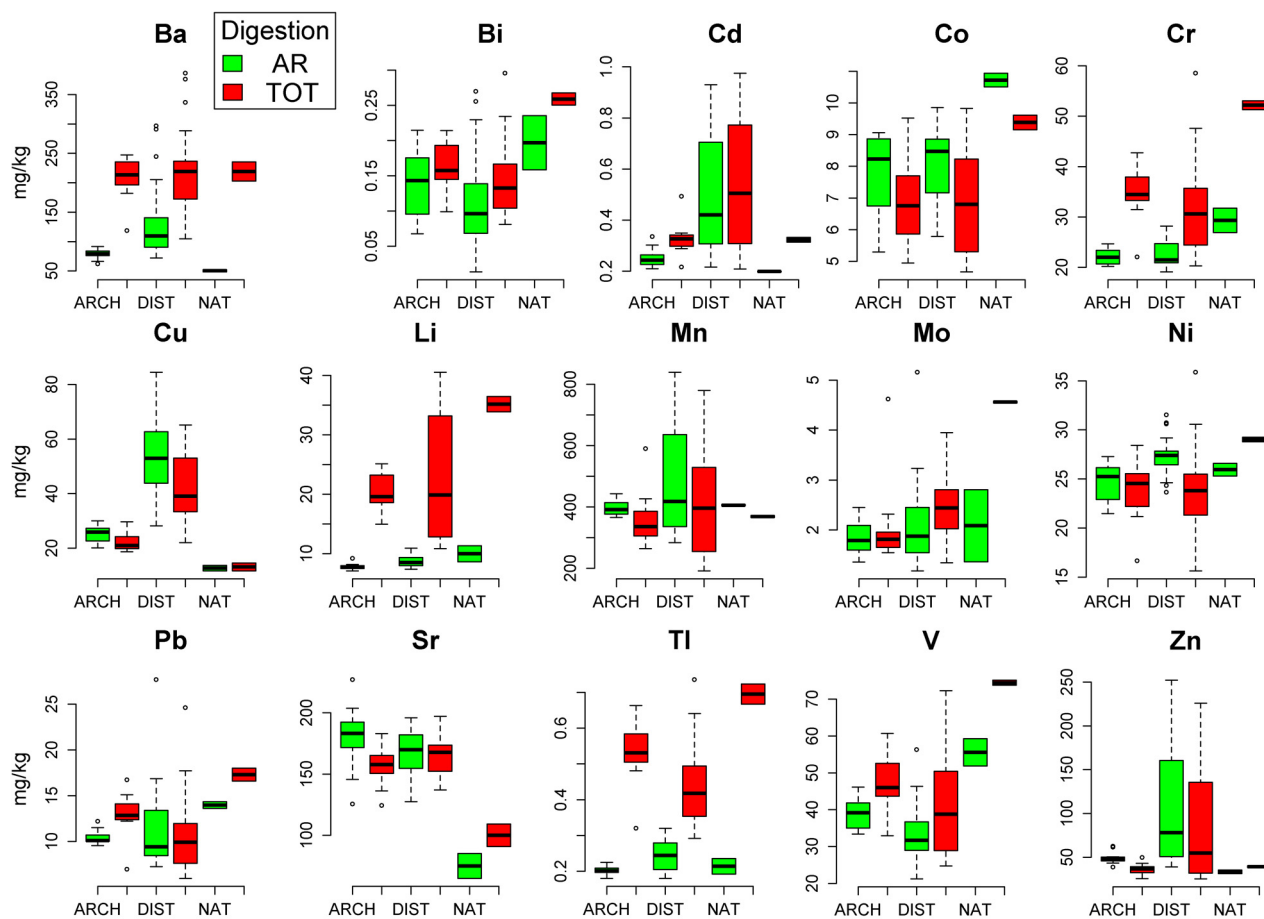 Ba
Digestion
AR
TOT
Bi
Cd
Co
Cr
mg/kg
50
150
250
350
0.05
0.15
0.25
0.2
0.4
0.6
0.8
1.0
5
6
7
8
9
10
20
30
40
50
60
ARCH DIST NAT
ARCH DIST NAT
ARCH DIST NAT
ARCH DIST NAT
ARCH DIST NAT
Cu
Li
Mn
Mo
Ni
mg/kg
20
40
60
80
10
20
30
40
200
400
600
800
2
3
4
5
15
20
25
30
35
ARCH DIST NAT
ARCH DIST NAT
ARCH DIST NAT
ARCH DIST NAT
ARCH DIST NAT
Pb
Sr
Tl
V
Zn
mg/kg
10
15
20
25
100
150
200
0.2
0.4
0.6
20
30
40
50
60
70
50
100
150
200
250
ARCH DIST NAT
ARCH DIST NAT
ARCH DIST NAT
ARCH DIST NAT
ARCH DIST NAT